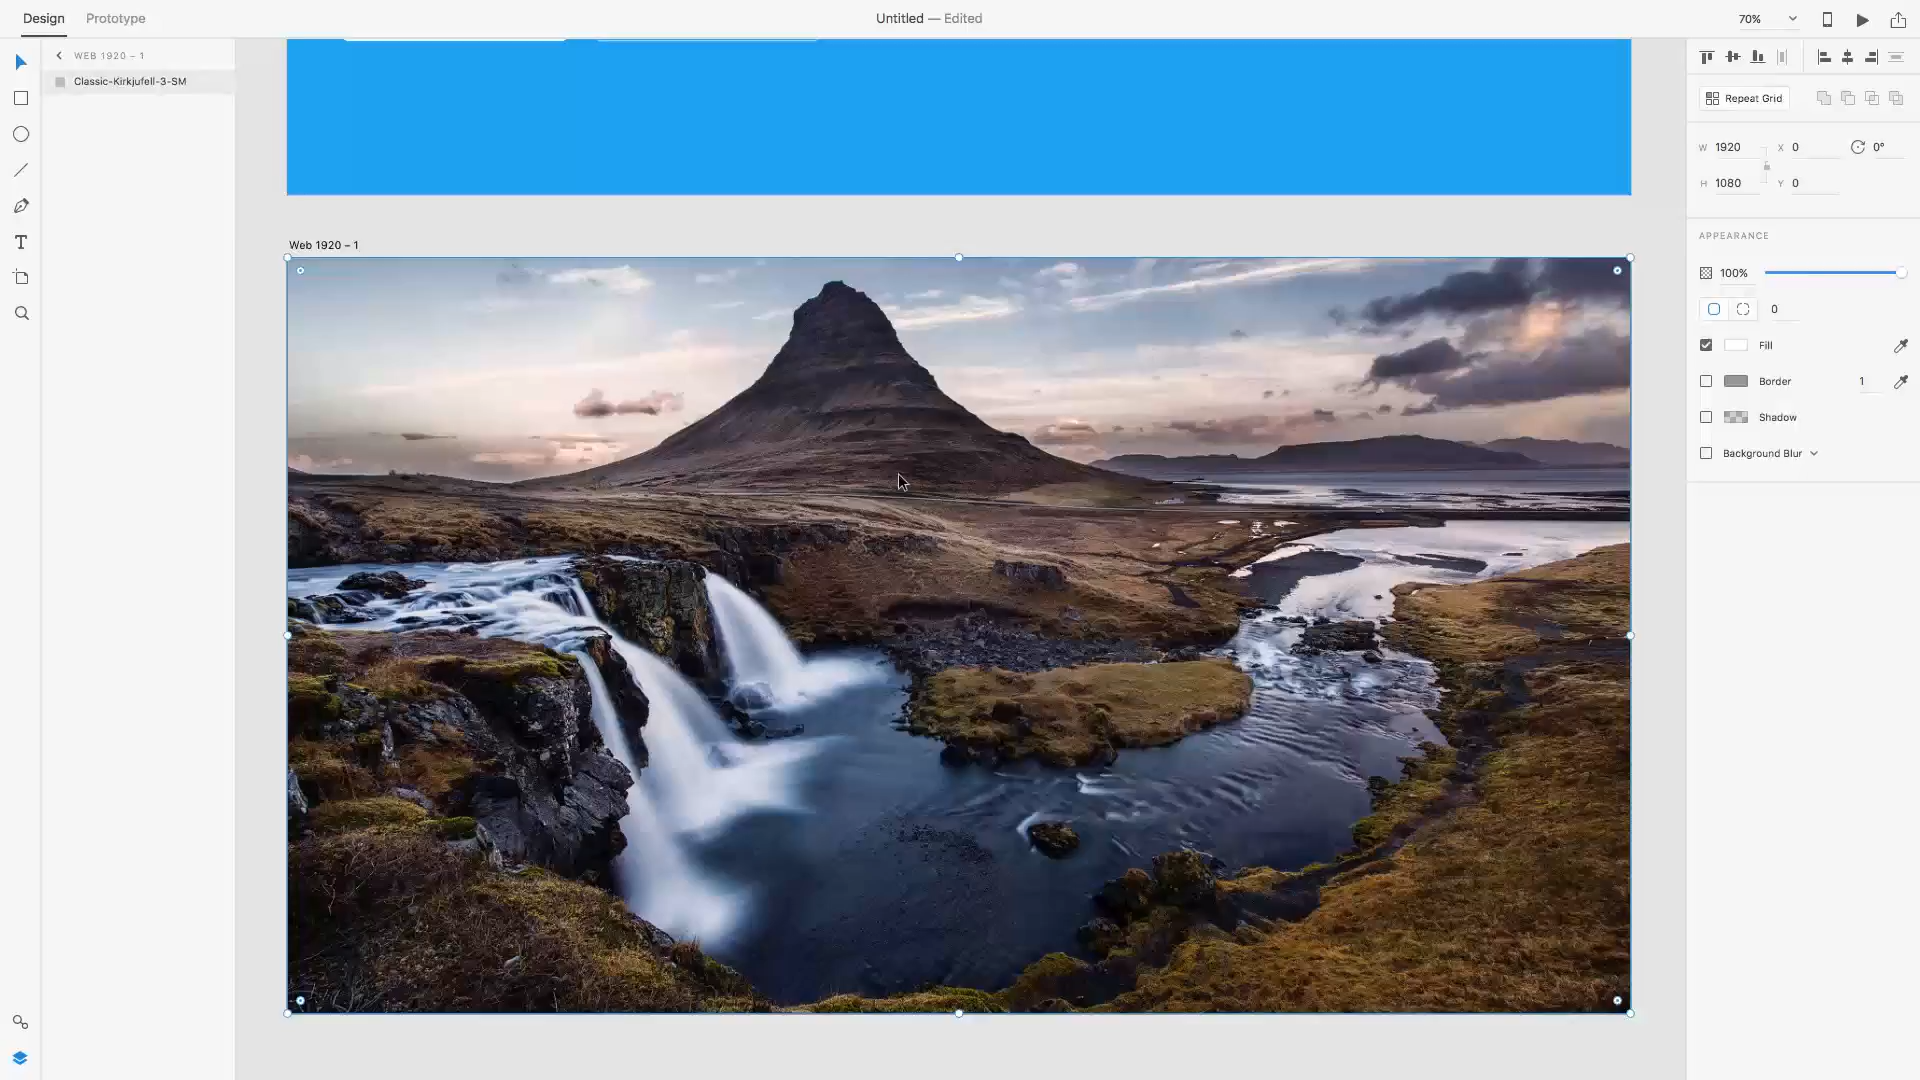 Design
Prototype
Untitled — Edited
70%
WEB 1920 – 1
Classic-Kirkjufell-3-SM
Repeat Grid
W 1920 X 0 0°
H 1080 Y 0
Web 1920 – 1
APPEARANCE
100%
0
Fill
Border 1
Shadow
Background Blur